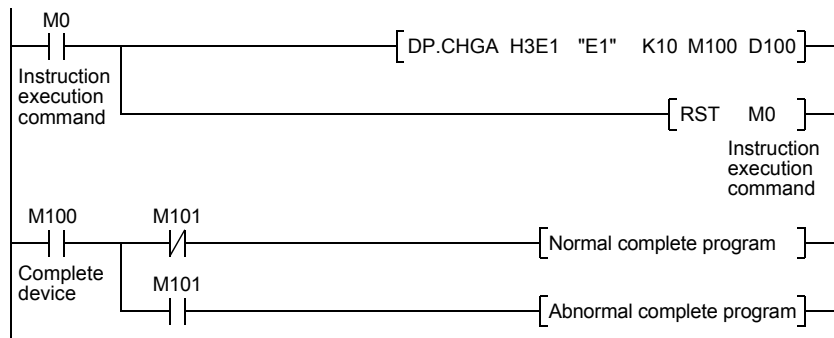 M0
DP.CHGA H3E1 "E1" K10 M100 D100
Instruction
execution
command
RST M0
Instruction
execution
command
M100
M101
Normal complete program
Complete
device
M101
Abnormal complete program